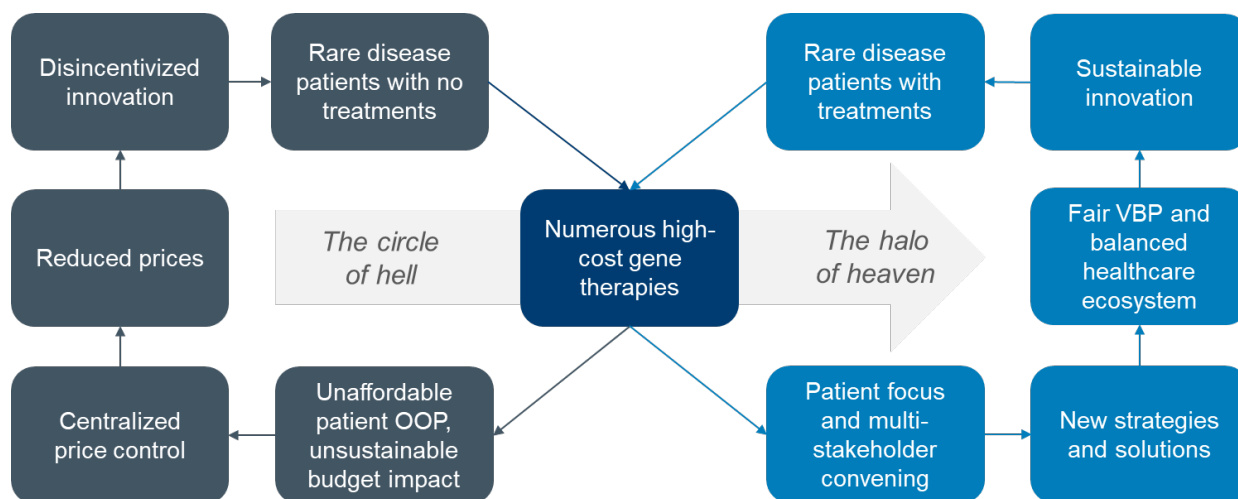 Disincentivized
innovation
Rare disease
patients with no
treatments
Rare disease
patients with
treatments
Sustainable
innovation
Reduced prices
The circle
of hell
Numerous high-
cost gene
therapies
The halo
of heaven
Fair VBP and
balanced
healthcare
ecosystem
Centralized
price control
Unaffordable
patient OOP,
unsustainable
budget impact
Patient focus
and multi-
stakeholder
convening
New strategies
and solutions